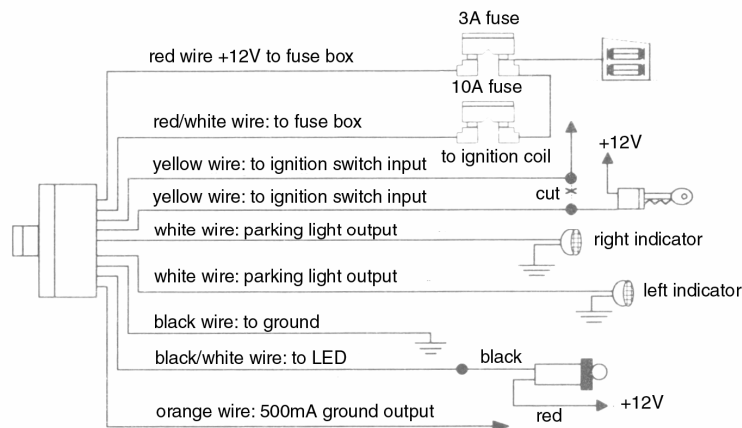 3A fuse
red wire +12V to fuse box
10A fuse
red/white wire: to fuse box
to ignition coil
+12V
yellow wire: to ignition switch input
cut
yellow wire: to ignition switch input
white wire: parking light output
right indicator
white wire: parking light output
left indicator
black wire: to ground
black/white wire: to LED
black
+12V
red
orange wire: 500mA ground output